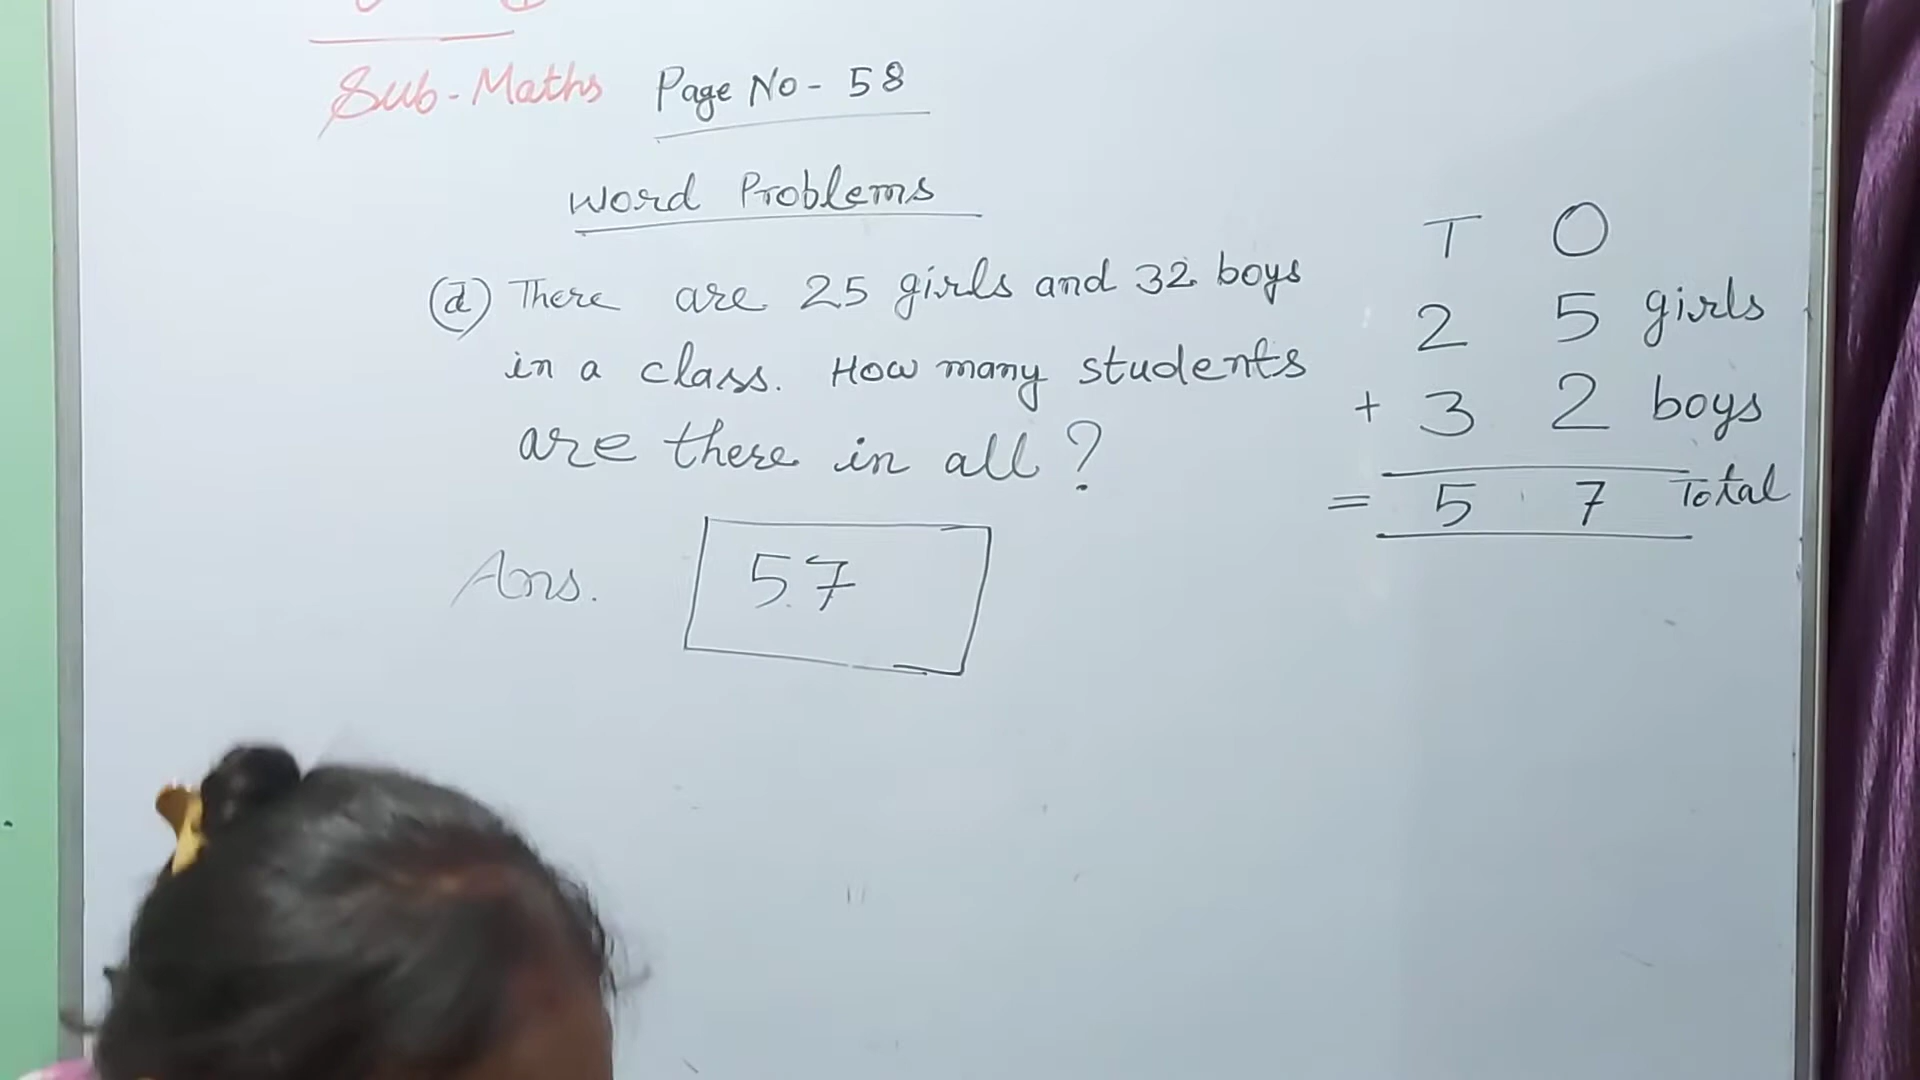 Sub-Maths Page No - 58
Word Problems
(d) There are 25 girls and 32 boys
in a class. How many students
are there in all ?
Ans. 57
T O
2 5 girls
+ 3 2 boys
= 5 7 Total